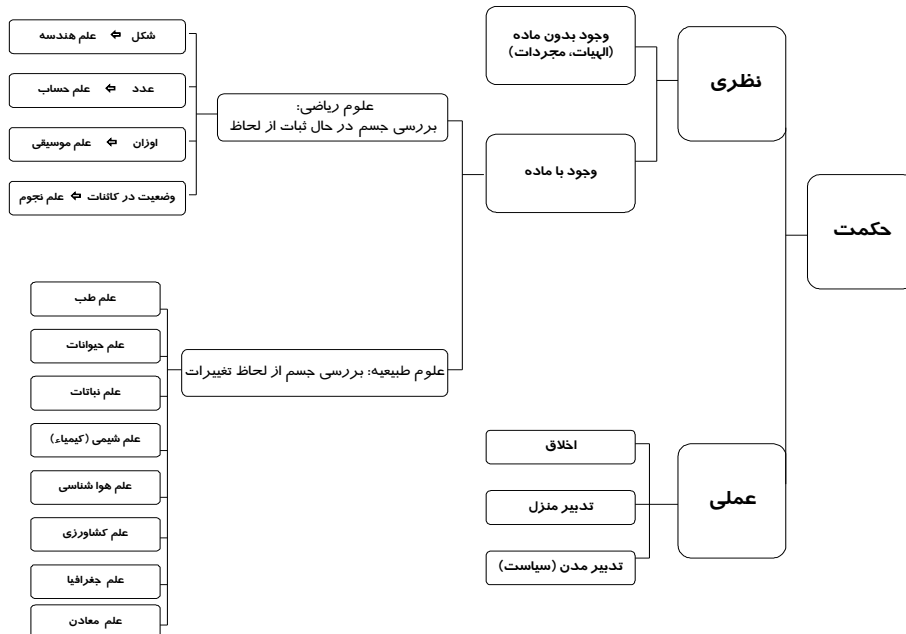 حکمت
نظری
وجود بدون ماده
(الهیات، مجردات)
وجود با ماده
علوم ریاضی:
بررسی جسم در حال ثبات از لحاظ
شکل ⇐ علم هندسه
عدد ⇐ علم حساب
اوزان ⇐ علم موسیقی
وضعیت در کائنات ⇐ علم نجوم
علوم طبیعیه: بررسی جسم از لحاظ تغییرات
علم طب
علم حیوانات
علم نباتات
علم شیمی (کیمیاء)
علم هوا شناسی
علم کشاورزی
علم جغرافیا
علم معادن
عملی
اخلاق
تدبیر منزل
تدبیر مدن (سیاست)